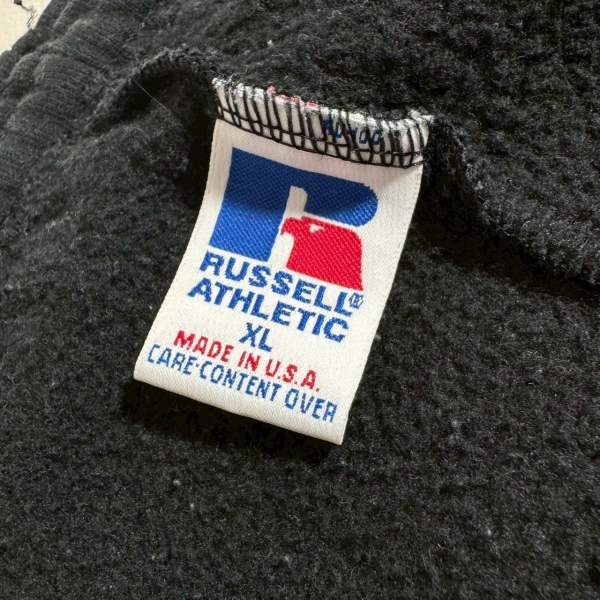 RUSSELL®
ATHLETIC
XL
MADE IN U.S.A.
CARE·CONTENT OVER